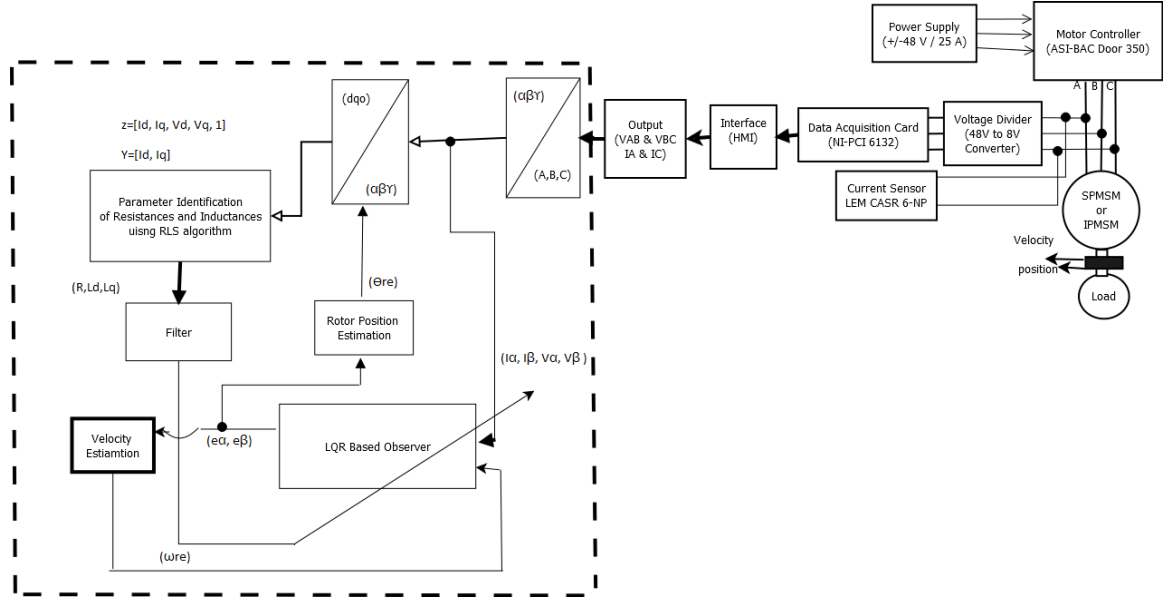 Power Supply
(+/-48 V / 25 A)
Motor Controller
(ASI-BAC Door 350)
A
B
C
z=[Id, Iq, Vd, Vq, 1]
Y=[Id, Iq]
(dqo)
(αβϒ)
(αβϒ)
(A,B,C)
Output
(VAB & VBC
IA & IC)
Interface
(HMI)
Data Acquisition Card
(NI-PCI 6132)
Voltage Divider
(48V to 8V
Converter)
Current Sensor
LEM CASR 6-NP
SPMSM
or
IPMSM
Velocity
position
Load
Parameter Identification
of Resistances and Inductances
uisng RLS algorithm
(R,Ld,Lq)
(Θre)
Filter
Rotor Position
Estimation
(Iα, Iβ, Vα, Vβ )
Velocity
Estiamtion
(eα, eβ)
LQR Based Observer
(ωre)